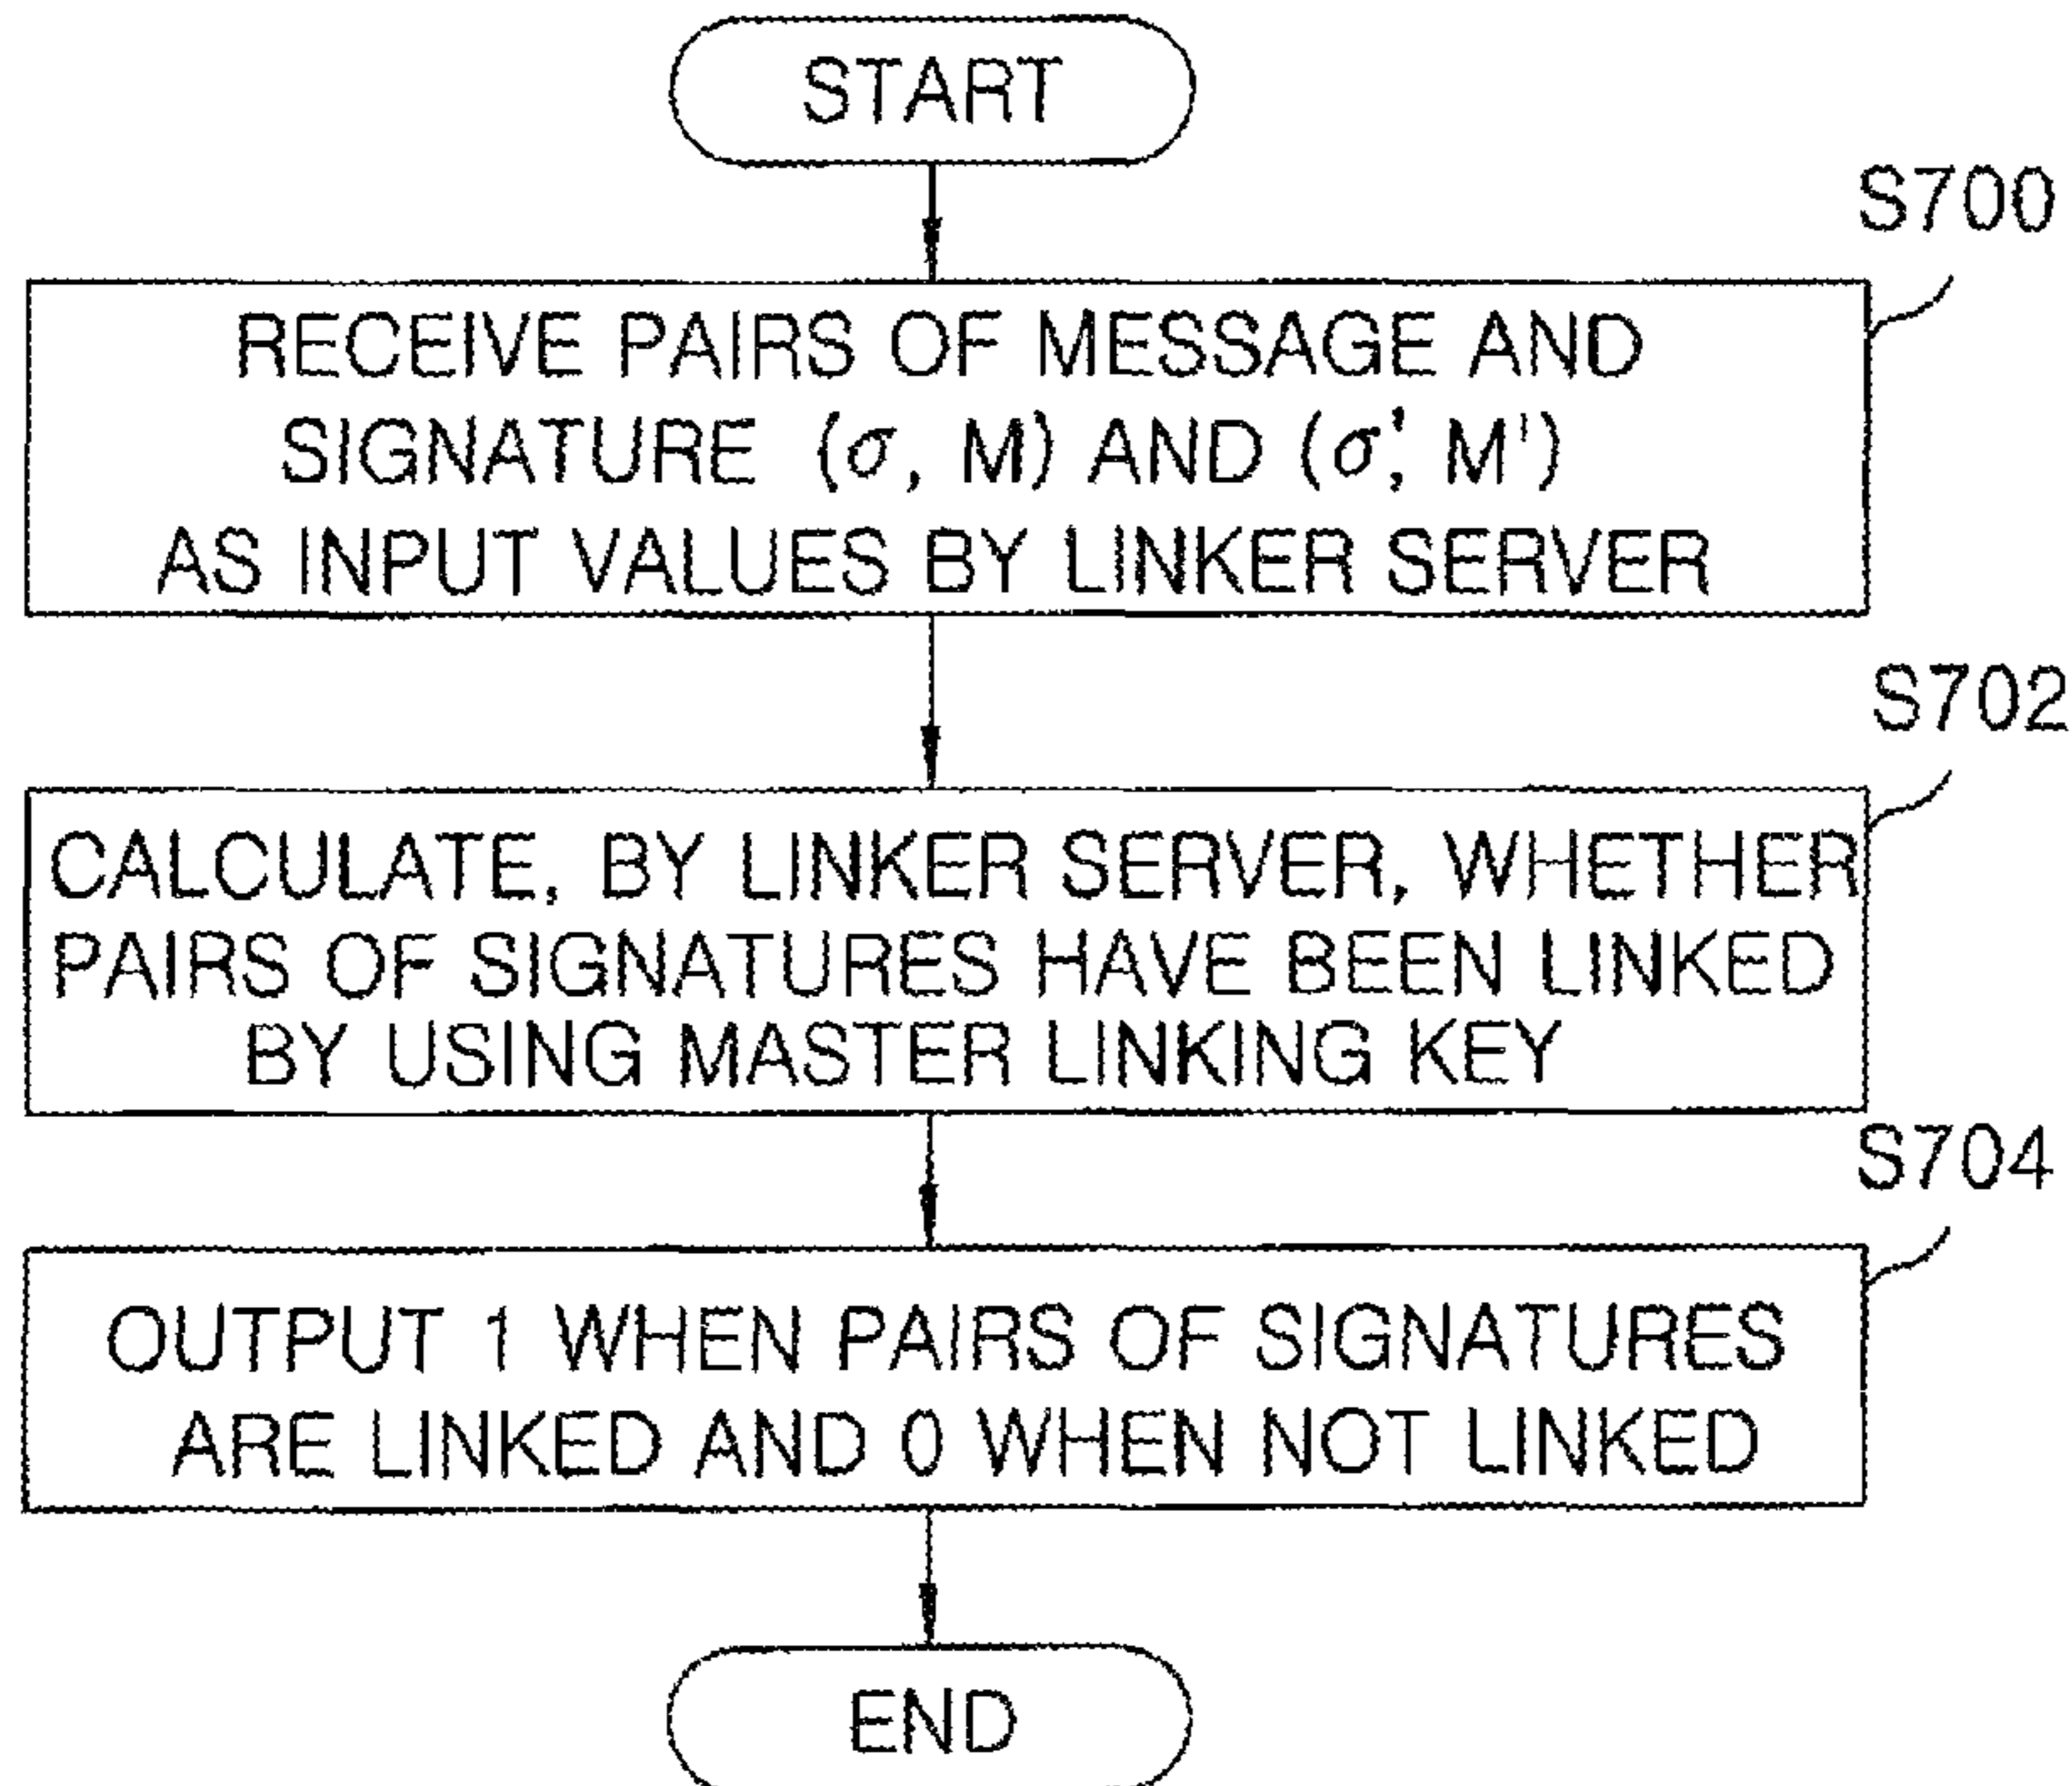 START
S700
RECEIVE PAIRS OF MESSAGE AND
SIGNATURE (σ, M) AND (σ', M')
AS INPUT VALUES BY LINKER SERVER
S702
CALCULATE, BY LINKER SERVER, WHETHER
PAIRS OF SIGNATURES HAVE BEEN LINKED
BY USING MASTER LINKING KEY
S704
OUTPUT 1 WHEN PAIRS OF SIGNATURES
ARE LINKED AND 0 WHEN NOT LINKED
END